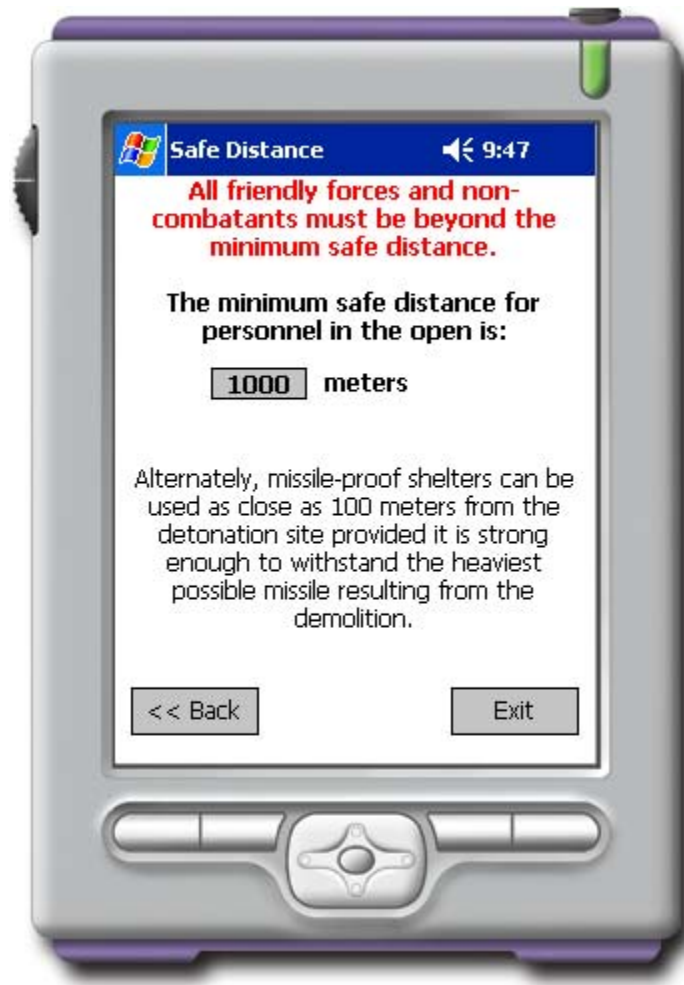 Safe Distance 9:47
All friendly forces and non-
combatants must be beyond the
minimum safe distance.
The minimum safe distance for
personnel in the open is:
1000 meters
Alternately, missile-proof shelters can be
used as close as 100 meters from the
detonation site provided it is strong
enough to withstand the heaviest
possible missile resulting from the
demolition.
<< Back Exit